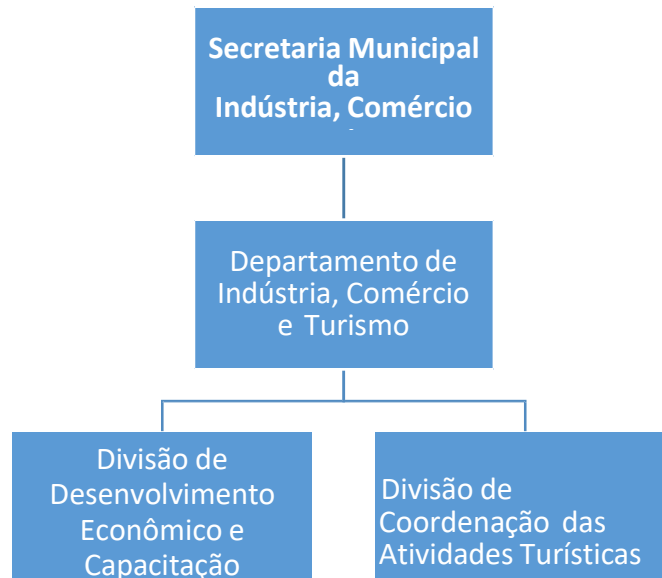 Secretaria Municipal
da
Indústria, Comércio
Departamento de
Indústria, Comércio
e Turismo
Divisão de
Desenvolvimento
Econômico e
Capacitação
Divisão de
Coordenação das
Atividades Turísticas